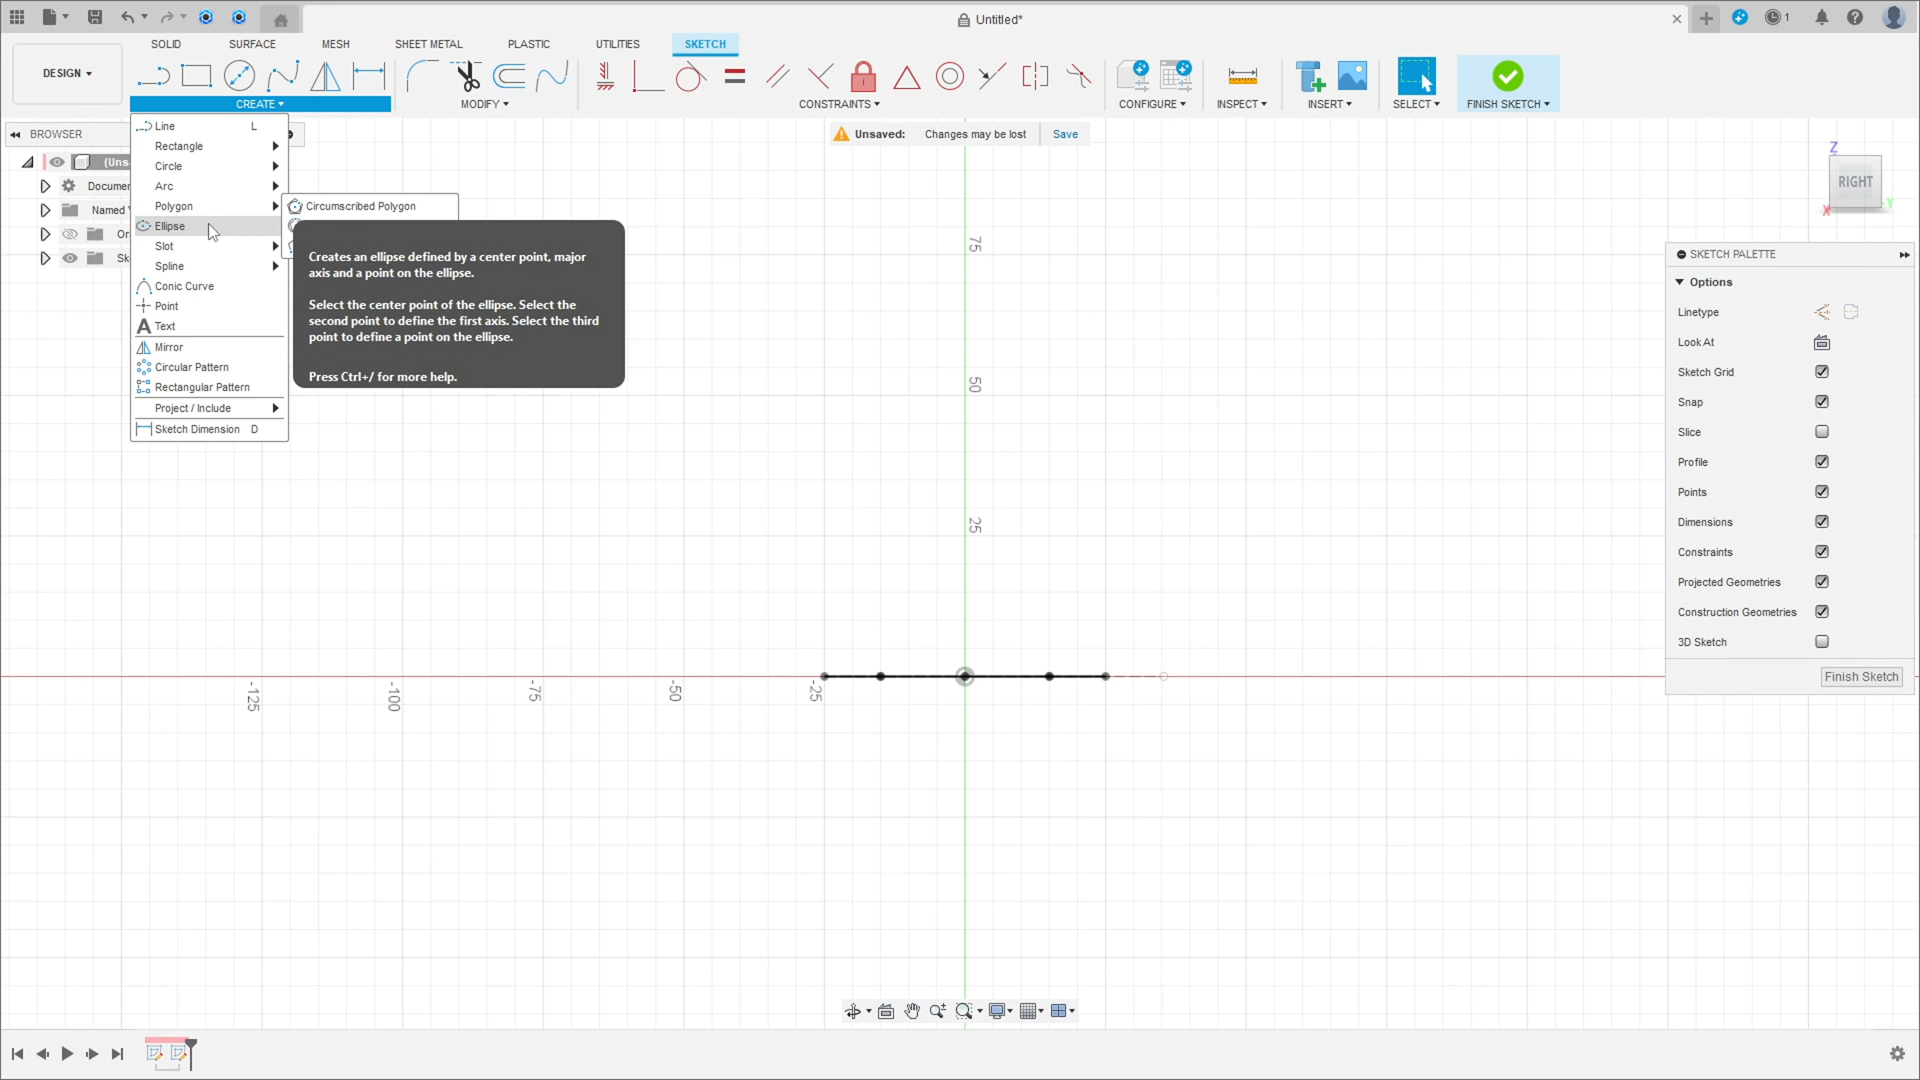 Untitled*
1
DESIGN
SOLID
SURFACE
MESH
SHEET METAL
PLASTIC
UTILITIES
SKETCH
CREATE
MODIFY
CONSTRAINTS
CONFIGURE
INSPECT
INSERT
SELECT
FINISH SKETCH
BROWSER
Unsaved: Changes may be lost Save
(Uns
Documen
Named
Or
Sk
Line L
Rectangle
Circle
Arc
Polygon
Ellipse
Slot
Spline
Conic Curve
Point
Text
Mirror
Circular Pattern
Rectangular Pattern
Project / Include
Sketch Dimension D
Circumscribed Polygon
Creates an ellipse defined by a center point, major
axis and a point on the ellipse.
Select the center point of the ellipse. Select the
second point to define the first axis. Select the third
point to define a point on the ellipse.
Press Ctrl+/ for more help.
Z
RIGHT
X
Y
75
50
25
-125
-100
-75
-50
-25
SKETCH PALETTE
Options
Linetype
Look At
Sketch Grid
Snap
Slice
Profile
Points
Dimensions
Constraints
Projected Geometries
Construction Geometries
3D Sketch
Finish Sketch